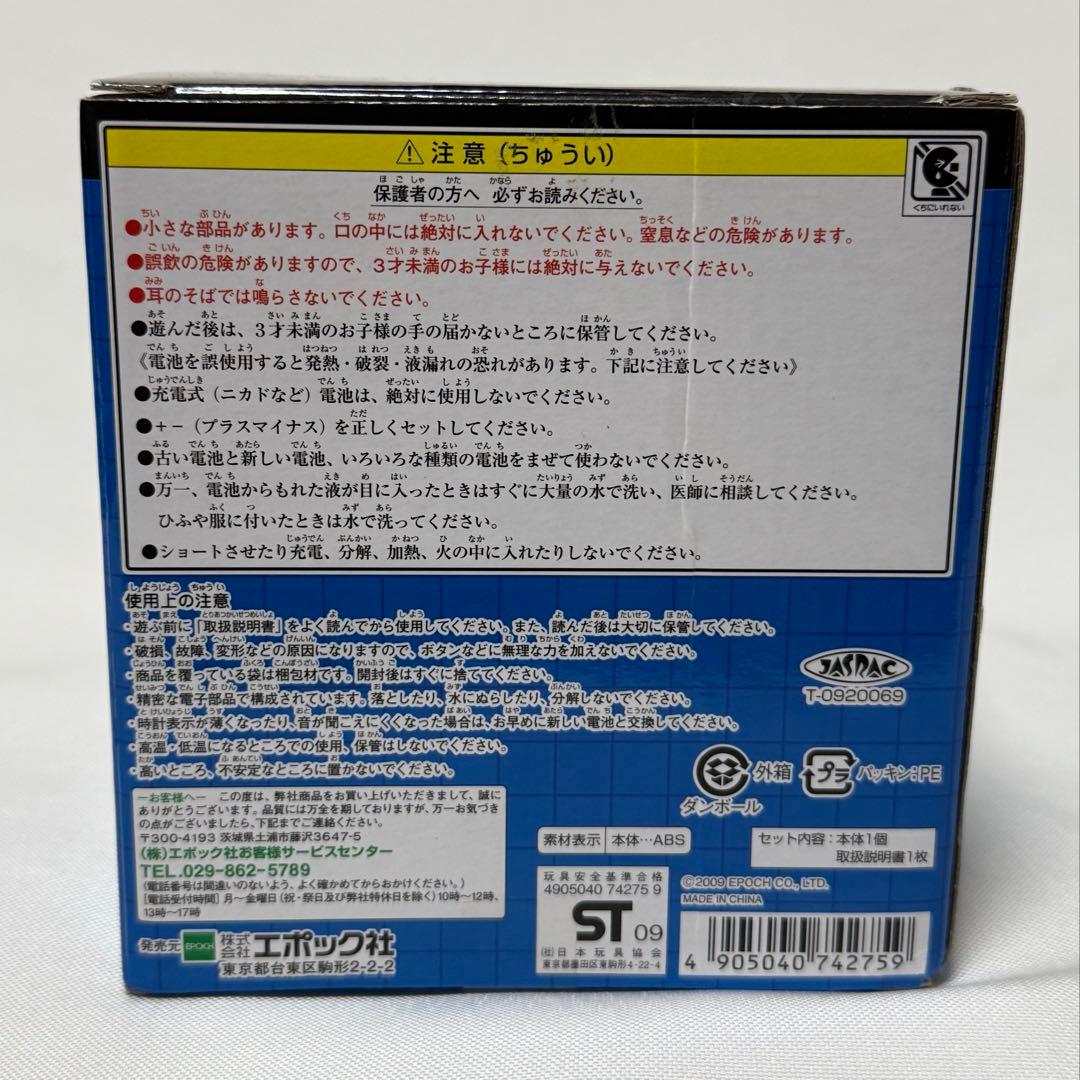 ⚠注意(ちゅうい)
くちにいれない
保護者の方へ 必ずお読みください。
●小さな部品があります。口の中には絶対に入れないでください。窒息などの危険があります。
●誤飲の危険がありますので、3才未満のお子様には絶対に与えないでください。
●耳のそばでは鳴らさないでください。
●遊んだ後は、3才未満のお子様の手の届かないところに保管してください。
《電池を誤使用すると発熱・破裂・液漏れの恐れがあります。下記に注意してください》
●充電式(ニカドなど)電池は、絶対に使用しないでください。
●+-(プラスマイナス)を正しくセットしてください。
●古い電池と新しい電池、いろいろな種類の電池をまぜて使わないでください。
●万一、電池からもれた液が目に入ったときはすぐに大量の水で洗い、医師に相談してください。
ひふや服に付いたときは水で洗ってください。
●ショートさせたり充電、分解、加熱、火の中に入れたりしないでください。
使用上の注意
・遊ぶ前に「取扱説明書」をよく読んでから使用してください。また、読んだ後は大切に保管してください。
・破損、故障、変形などの原因になりますので、ボタンなどに無理な力を加えないでください。
・商品を覆っている袋は梱包材です。開封後はすぐに捨ててください。
・精密な電子部品で構成されています。落としたり、水にぬらしたり、分解しないでください。
・時計表示が薄くなったり、音が聞こえにくくなった場合は、お早めに新しい電池と交換してください。
・高温・低温になるところでの使用、保管はしないでください。
・高いところ、不安定なところに置かないでください。
JASRAC
T-0920069
外箱
ダンボール
プラ
パッキン:PE
―お客様へ― この度は、弊社商品をお買い上げいただきまして、誠に
ありがとうございます。品質には万全を期しておりますが、万一お気づき
の点がございましたら、下記までご連絡ください。
〒300-4193 茨城県土浦市藤沢3647-5
(株)エポック社お客様サービスセンター
TEL.029-862-5789
(電話番号は間違いのないよう、よく確かめてからおかけください。)
[電話受付時間]月～金曜日(祝・祭日及び弊社特休日を除く)10時～12時、
13時～17時
発売元 EPOCH 株式会社エポック社
東京都台東区駒形2-2-2
素材表示 本体…ABS
セット内容:本体1個
取扱説明書1枚
玩具安全基準合格
4905040 74275 9
ST 09
(社)日本玩具協会
東京都墨田区東駒形4-22-4
©2009 EPOCH CO., LTD.
MADE IN CHINA
4 905040 742759